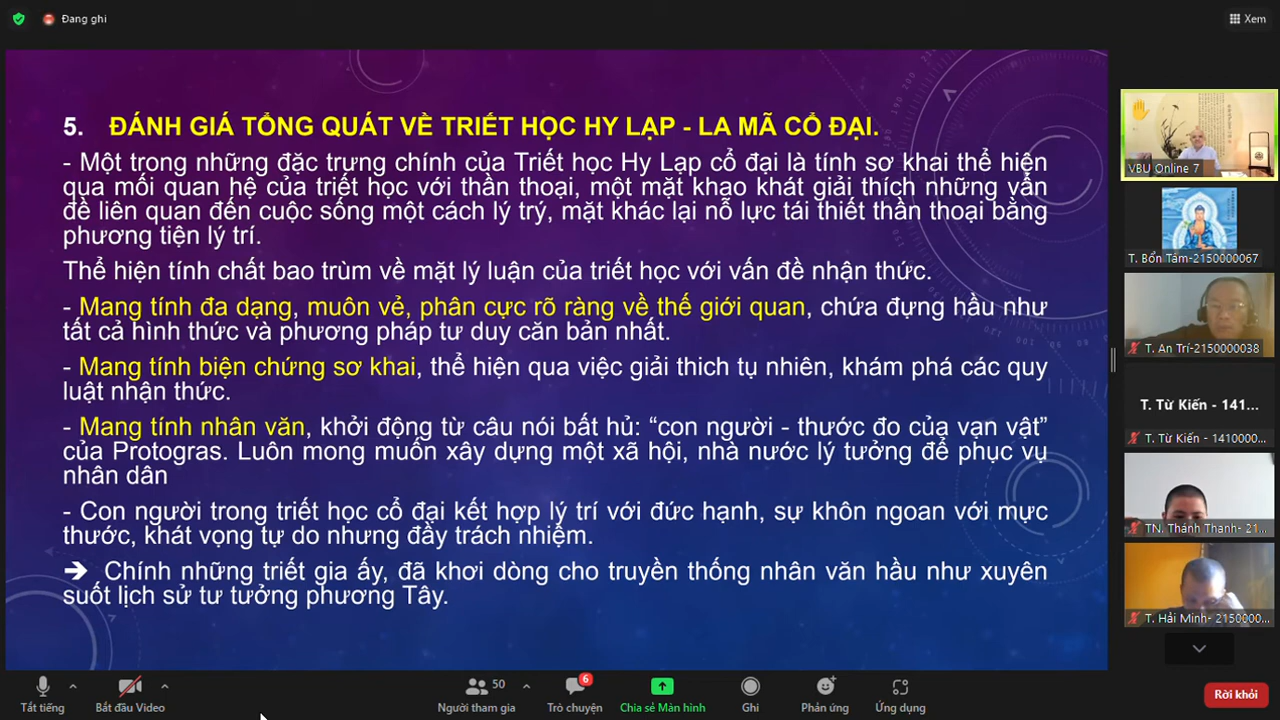 Đang ghi
Xem
5. ĐÁNH GIÁ TỔNG QUÁT VỀ TRIẾT HỌC HY LẠP - LA MÃ CỔ ĐẠI.
- Một trong những đặc trưng chính của Triết học Hy Lạp cổ đại là tính sơ khai thể hiện
qua mối quan hệ của triết học với thần thoại, một mặt khao khát giải thích những vấn
đề liên quan đến cuộc sống một cách lý trý, mặt khác lại nỗ lực tái thiết thần thoại bằng
phương tiện lý trí.
Thể hiện tính chất bao trùm về mặt lý luận của triết học với vấn đề nhận thức.
- Mang tính đa dạng, muôn vẻ, phân cực rõ ràng về thế giới quan, chứa đựng hầu như
tất cả hình thức và phương pháp tư duy căn bản nhất.
- Mang tính biện chứng sơ khai, thể hiện qua việc giải thich tụ nhiên, khám phá các quy
luật nhận thức.
- Mang tính nhân văn, khởi động từ câu nói bất hủ: “con người - thước đo của vạn vật”
của Protogras. Luôn mong muốn xây dựng một xã hội, nhà nước lý tưởng để phục vụ
nhân dân
- Con người trong triết học cổ đại kết hợp lý trí với đức hạnh, sự khôn ngoan với mực
thước, khát vọng tự do nhưng đầy trách nhiệm.
➔ Chính những triết gia ấy, đã khơi dòng cho truyền thống nhân văn hầu như xuyên
suốt lịch sử tư tưởng phương Tây.
VBU Online 7
T. Bổn Tâm-2150000067
T. An Trí-2150000038
T. Từ Kiến - 141...
T. Từ Kiến - 1410000...
TN. Thánh Thanh- 21...
T. Hải Minh- 215000...
Tắt tiếng
Bắt đầu Video
50
Người tham gia
6
Trò chuyện
Chia sẻ Màn hình
Ghi
Phản ứng
Ứng dụng
Rời khỏi